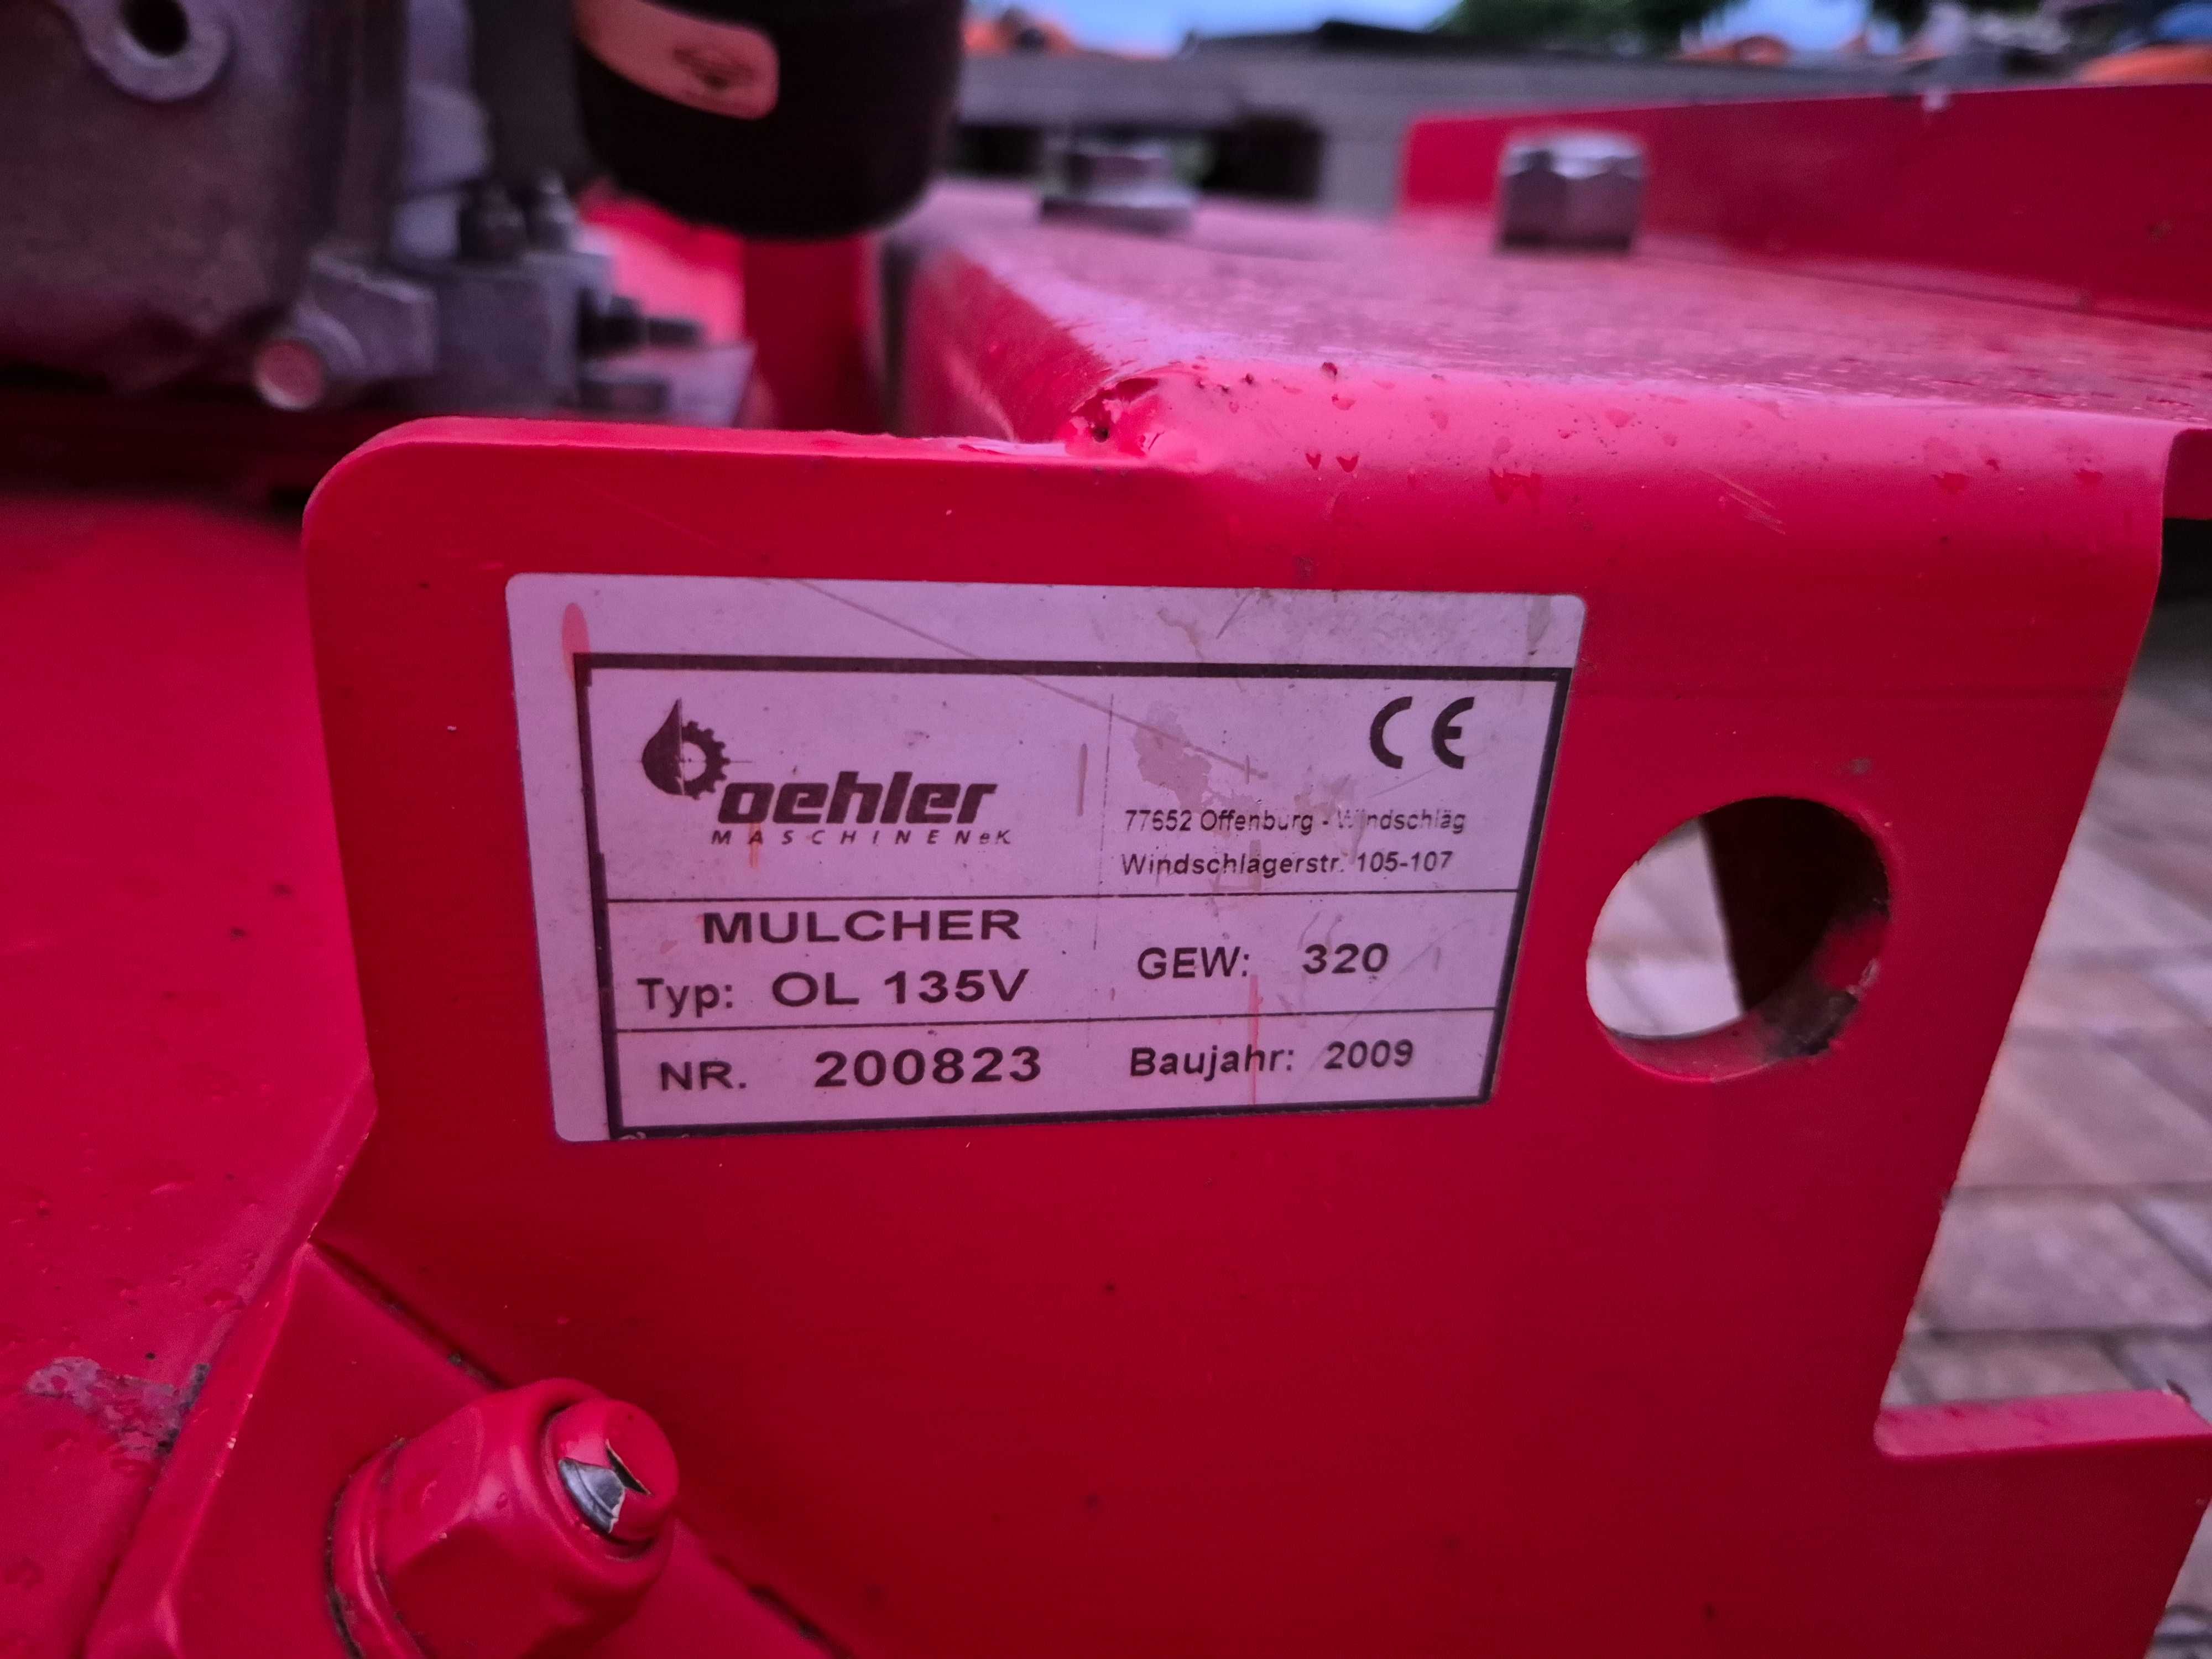 oehler
MASCHINEN eK
CE
77652 Offenburg - Windschläg
Windschlägerstr. 105-107
MULCHER
Typ: OL 135V
GEW: 320
NR. 200823
Baujahr: 2009